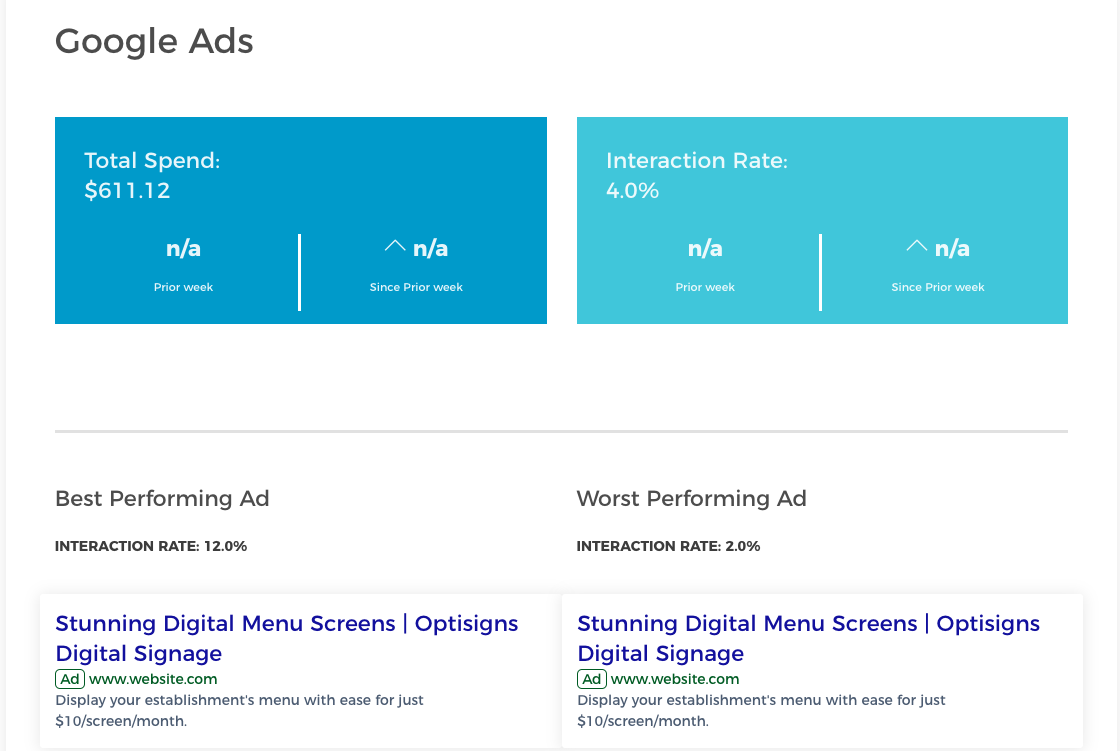 Google Ads
Total Spend:
$611.12
n/a
Prior week
n/a
Since Prior week
Interaction Rate:
4.0%
n/a
Prior week
n/a
Since Prior week
Best Performing Ad
INTERACTION RATE: 12.0%
Stunning Digital Menu Screens | Optisigns
Digital Signage
Ad www.website.com
Display your establishment's menu with ease for just
$10/screen/month.
Worst Performing Ad
INTERACTION RATE: 2.0%
Stunning Digital Menu Screens | Optisigns
Digital Signage
Ad www.website.com
Display your establishment's menu with ease for just
$10/screen/month.